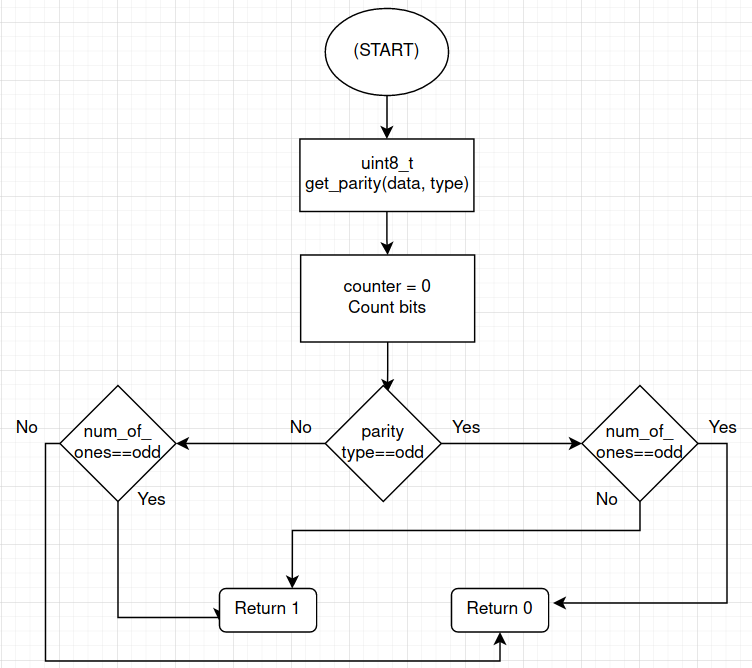 (START)
uint8_t
get_parity(data, type)
counter = 0
Count bits
No
num_of_
ones==odd
Yes
No
parity
type==odd
Yes
num_of_
ones==odd
Yes
No
Return 1
Return 0